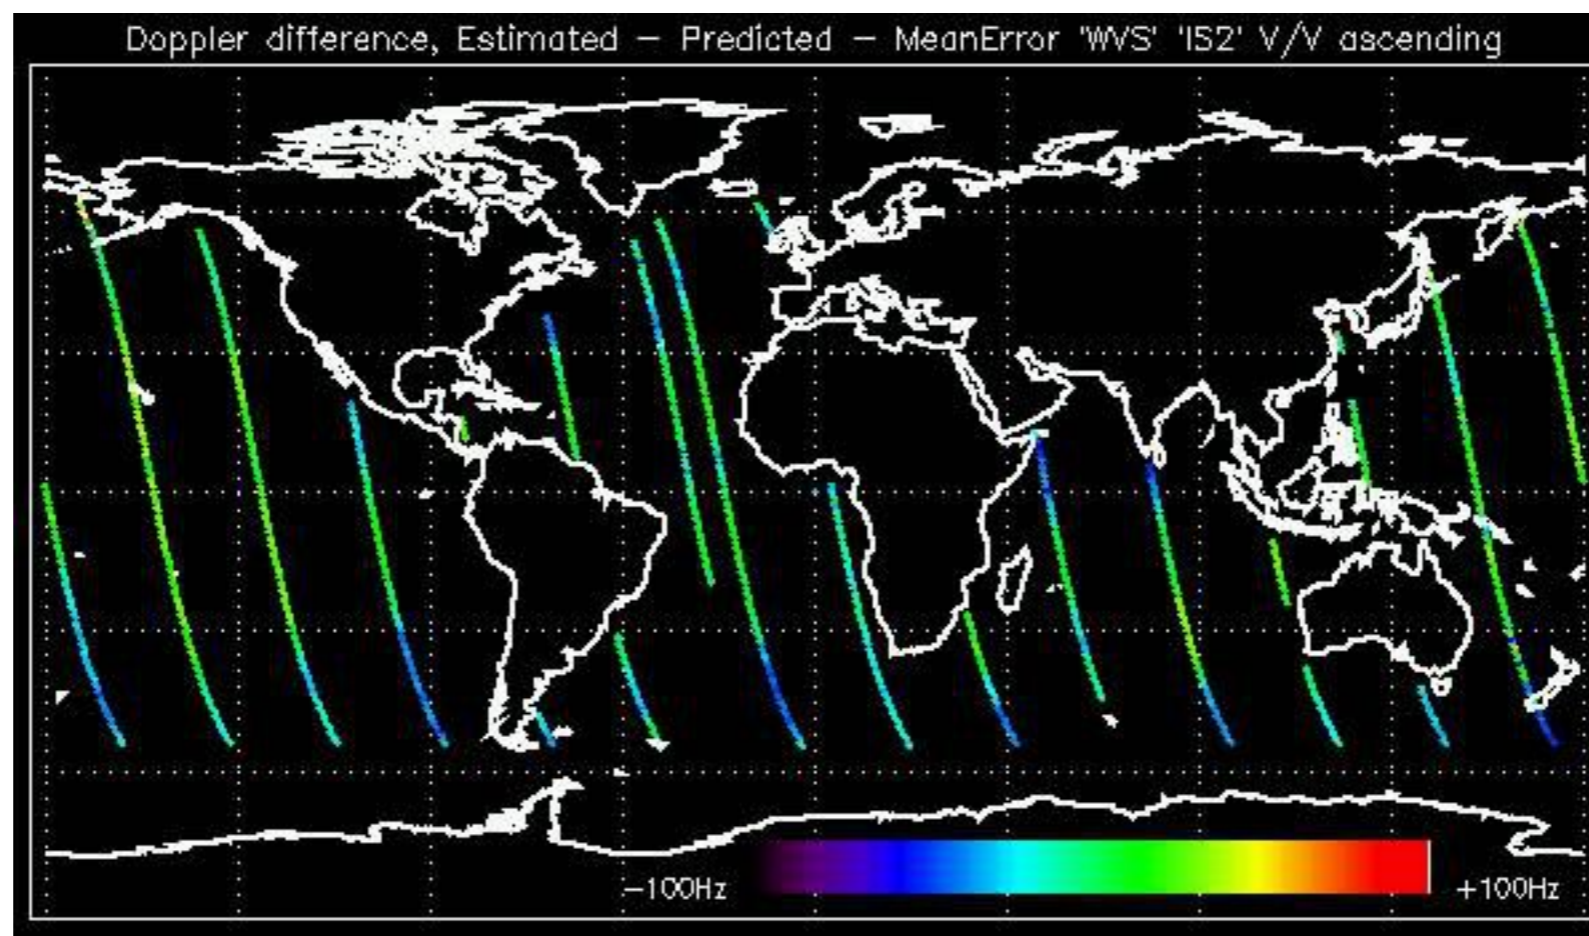 Doppler difference, Estimated – Predicted – MeanError 'WVS' 'IS2' V/V ascending
–100Hz +100Hz